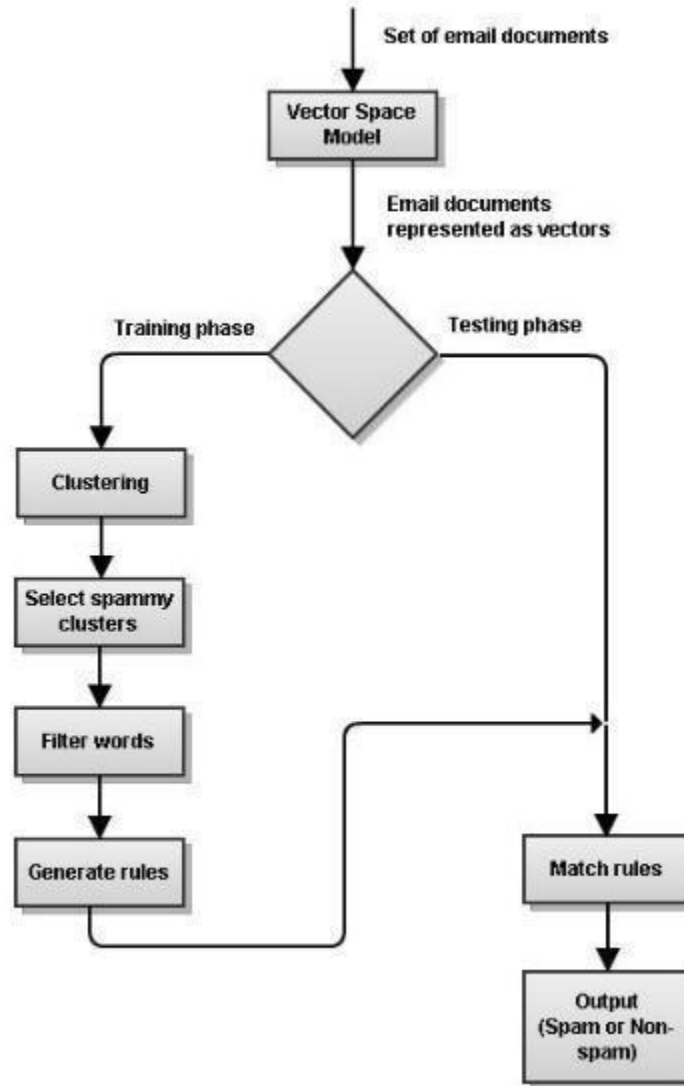 Set of email documents
Vector Space
Model
Email documents
represented as vectors
Training phase
Testing phase
Clustering
Select spammy
clusters
Filter words
Generate rules
Match rules
Output
(Spam or Non-
spam)